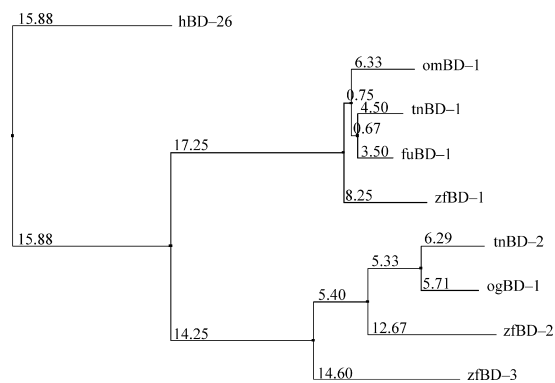 15.88 hBD–26
6.33 omBD–1
0.75
4.50 tnBD–1
0.67
17.25
3.50 fuBD–1
8.25 zfBD–1
15.88
6.29 tnBD–2
5.33
5.71 ogBD–1
5.40
12.67 zfBD–2
14.25
14.60 zfBD–3